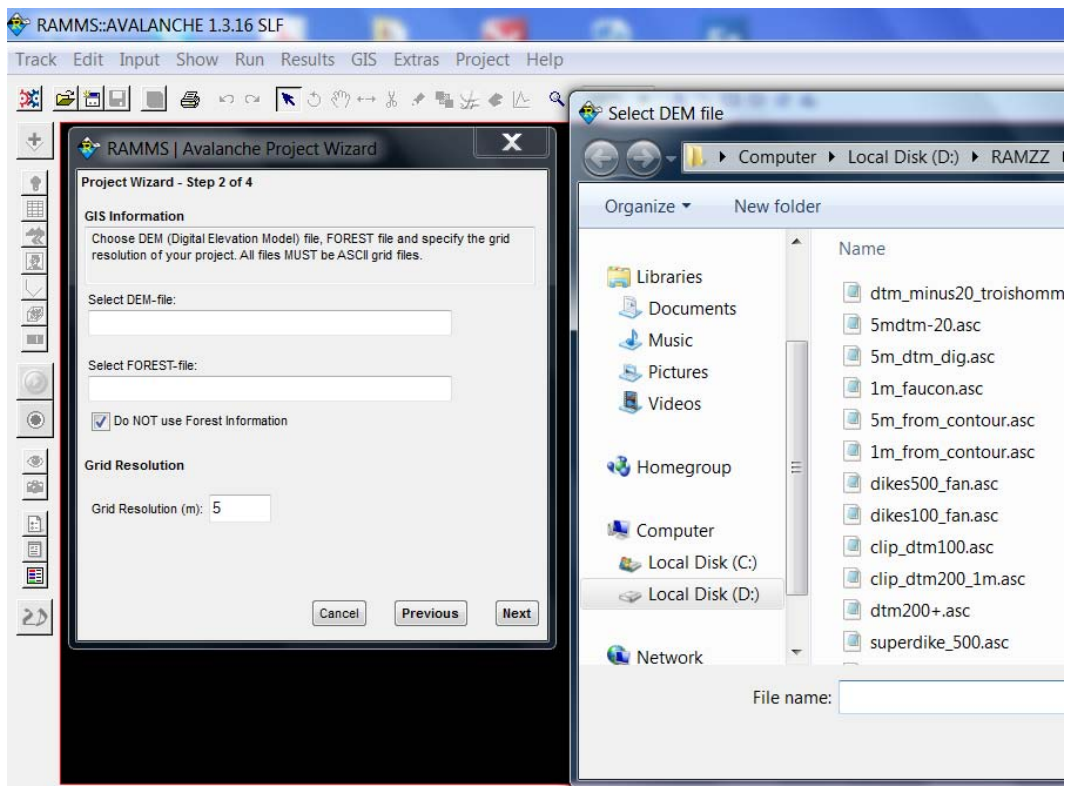 RAMMS::AVALANCHE 1.3.16 SLF
Track Edit Input Show Run Results GIS Extras Project Help
RAMMS | Avalanche Project Wizard
X
Project Wizard - Step 2 of 4
GIS Information
Choose DEM (Digital Elevation Model) file, FOREST file and specify the grid
resolution of your project. All files MUST be ASCII grid files.
Select DEM-file:
Select FOREST-file:
Do NOT use Forest Information
Grid Resolution
Grid Resolution (m): 5
Cancel Previous Next
2D
Select DEM file
Computer Local Disk (D:) RAMZZ
Organize New folder
Libraries
Documents
Music
Pictures
Videos
Homegroup
Computer
Local Disk (C:)
Local Disk (D:)
Network
Name
dtm_minus20_troishomm
5mdtm-20.asc
5m_dtm_dig.asc
1m_faucon.asc
5m_from_contour.asc
1m_from_contour.asc
dikes500_fan.asc
dikes100_fan.asc
clip_dtm100.asc
clip_dtm200_1m.asc
dtm200+.asc
superdike_500.asc
File name: